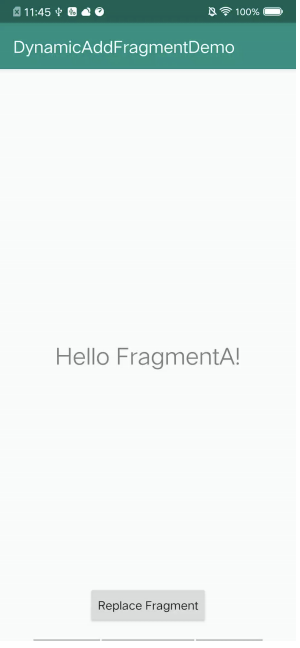 11:45 100%
DynamicAddFragmentDemo
Hello FragmentA!
Replace Fragment